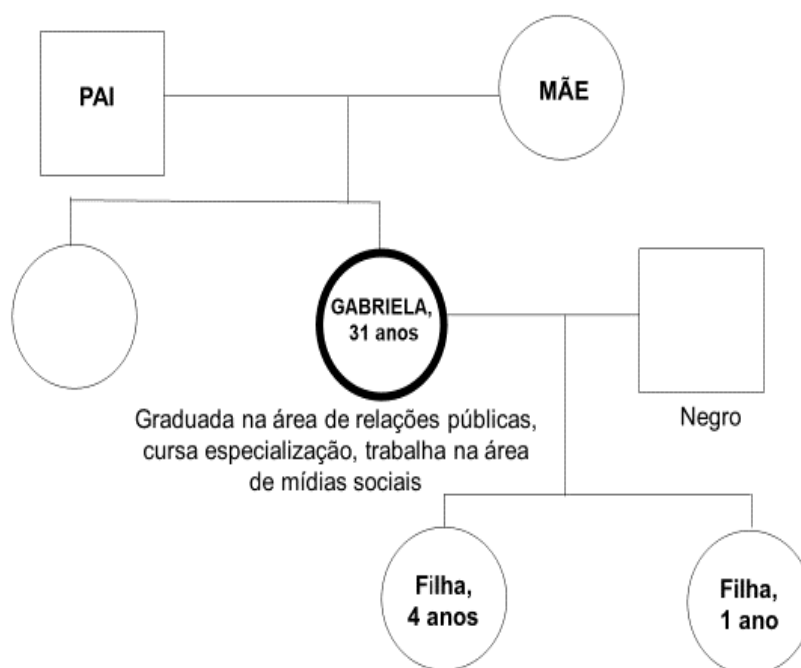 PAI
MÃE
GABRIELA,
31 anos
Graduada na área de relações públicas,
cursa especialização, trabalha na área
de mídias sociais
Negro
Filha,
4 anos
Filha,
1 ano